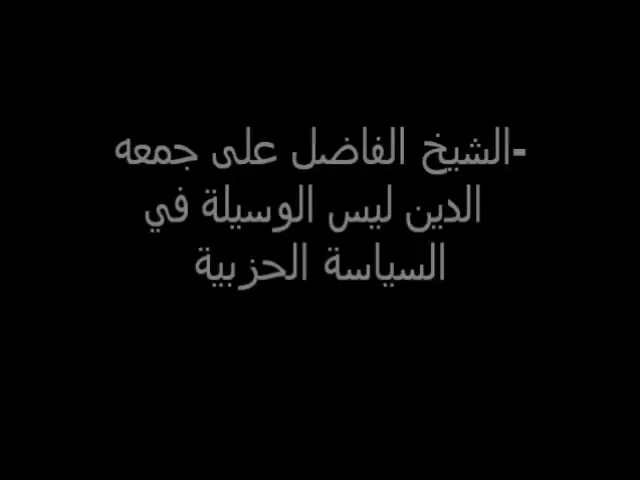 -الشيخ الفاضل على جمعه
الدين ليس الوسيلة في
السياسة الحزبية